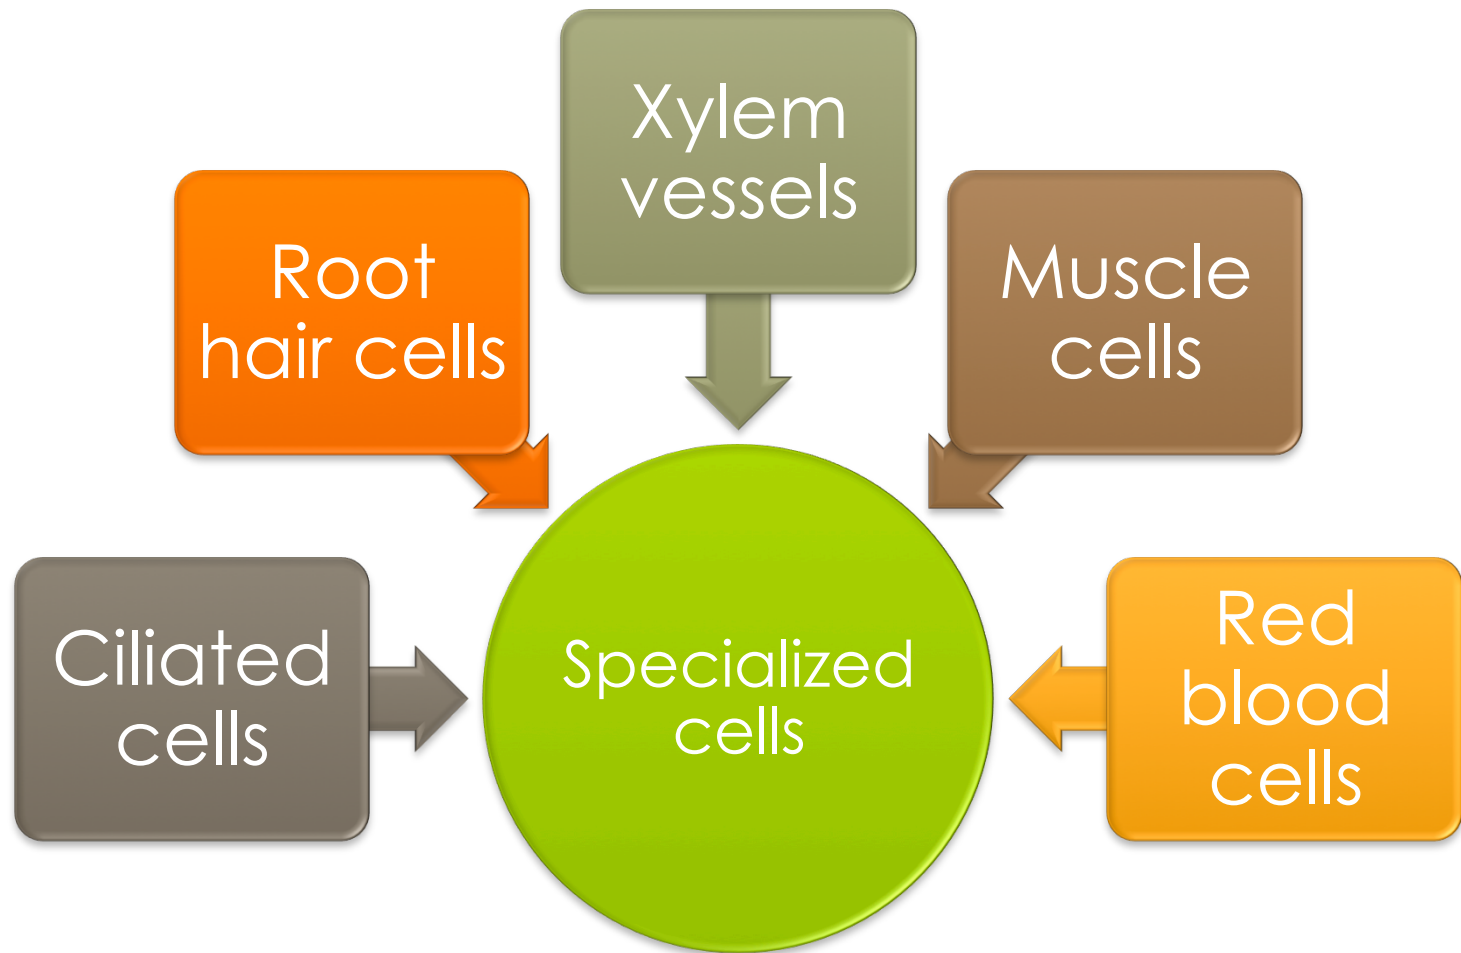 Xylem
vessels
Root
hair cells
Muscle
cells
Ciliated
cells
Specialized
cells
Red
blood
cells